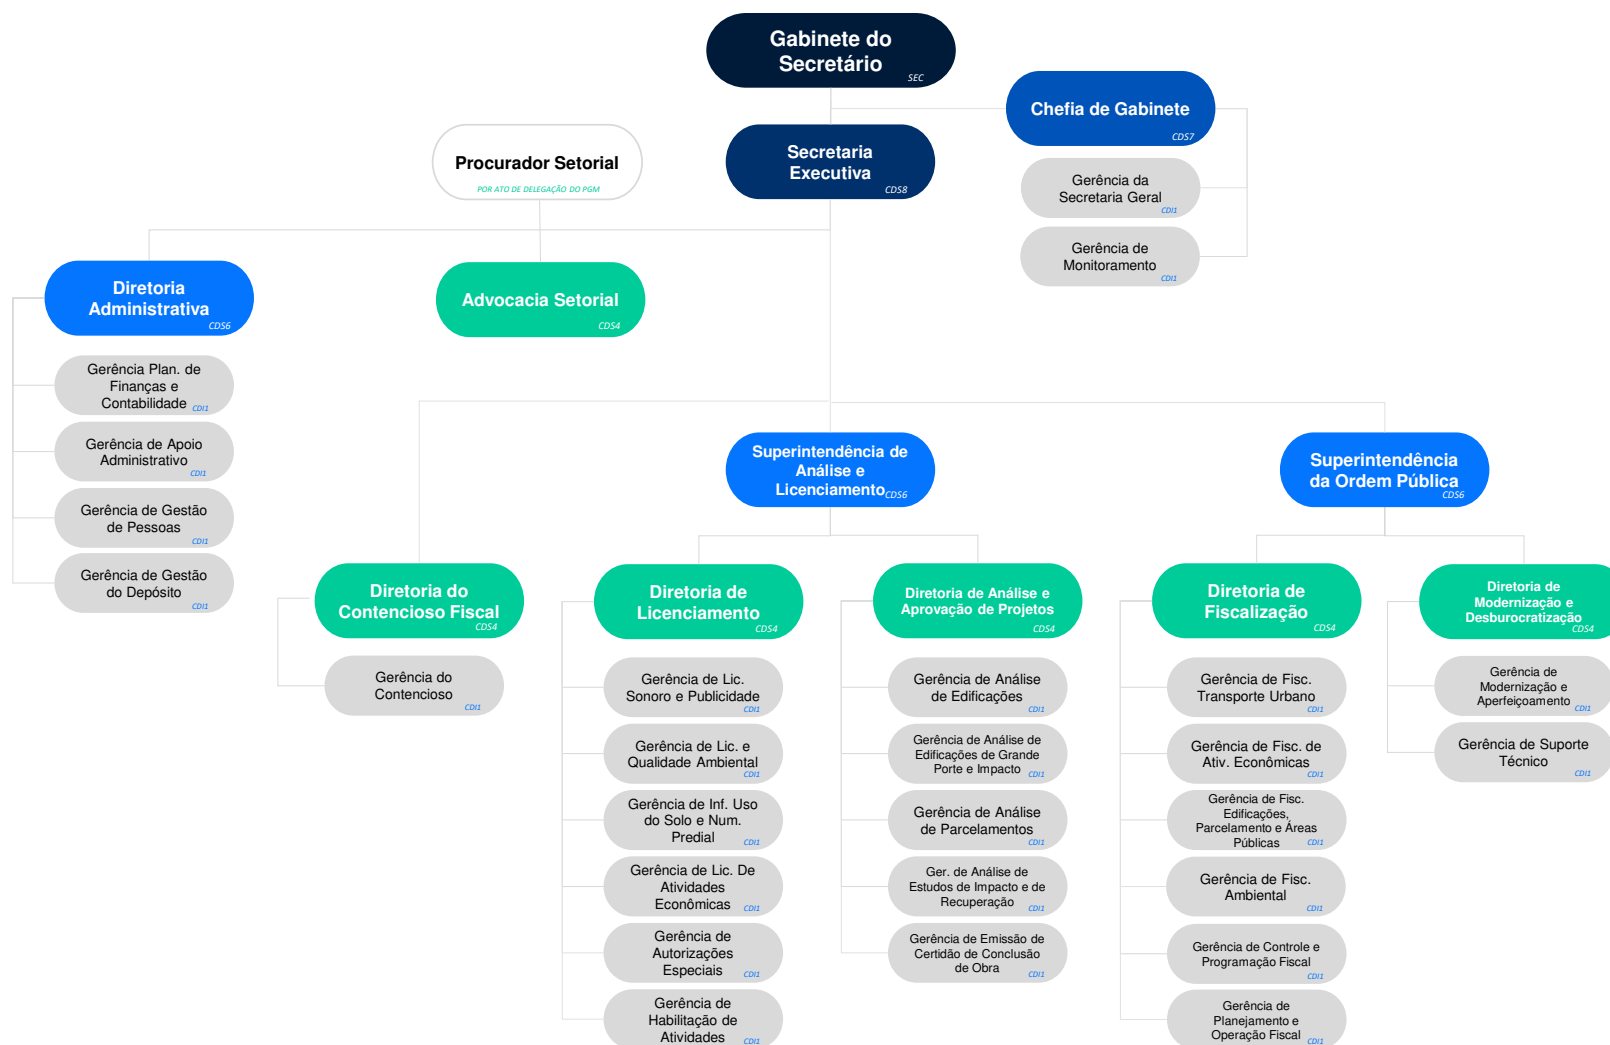 Gabinete do
Secretário
SEC
Chefia de Gabinete
CDS7
Procurador Setorial
POR ATO DE DELEGAÇÃO DO PGM
Secretaria
Executiva
CDS8
Gerência da
Secretaria Geral
CDI1
Gerência de
Monitoramento
CDI1
Diretoria
Administrativa
CDS6
Advocacia Setorial
CDS4
Gerência Plan. de
Finanças e
Contabilidade
CDI1
Gerência de Apoio
Administrativo
CDI1
Gerência de Gestão
de Pessoas
CDI1
Gerência de Gestão
do Depósito
CDI1
Superintendência de
Análise e
Licenciamento
CDS6
Superintendência
da Ordem Pública
CDS6
Diretoria do
Contencioso Fiscal
CDS4
Gerência do
Contencioso
CDI1
Diretoria de
Licenciamento
CDS4
Gerência de Lic.
Sonoro e Publicidade
CDI1
Gerência de Lic. e
Qualidade Ambiental
CDI1
Gerência de Inf. Uso
do Solo e Num.
Predial
CDI1
Gerência de Lic. De
Atividades
Econômicas
CDI1
Gerência de
Autorizações
Especiais
CDI1
Gerência de
Habilitação de
Atividades
CDI1
Diretoria de Análise e
Aprovação de Projetos
CDS4
Gerência de Análise
de Edificações
CDI1
Gerência de Análise de
Edificações de Grande
Porte e Impacto
CDI1
Gerência de Análise
de Parcelamentos
CDI1
Ger. de Análise de
Estudos de Impacto e de
Recuperação
CDI1
Gerência de Emissão de
Certidão de Conclusão
de Obra
CDI1
Diretoria de
Fiscalização
CDS4
Gerência de Fisc.
Transporte Urbano
CDI1
Gerência de Fisc. de
Ativ. Econômicas
CDI1
Gerência de Fisc.
Edificações,
Parcelamento e Áreas
Públicas
CDI1
Gerência de Fisc.
Ambiental
CDI1
Gerência de Controle e
Programação Fiscal
CDI1
Gerência de
Planejamento e
Operação Fiscal
CDI1
Diretoria de
Modernização e
Desburocratização
CDS4
Gerência de
Modernização e
Aperfeiçoamento
CDI1
Gerência de Suporte
Técnico
CDI1